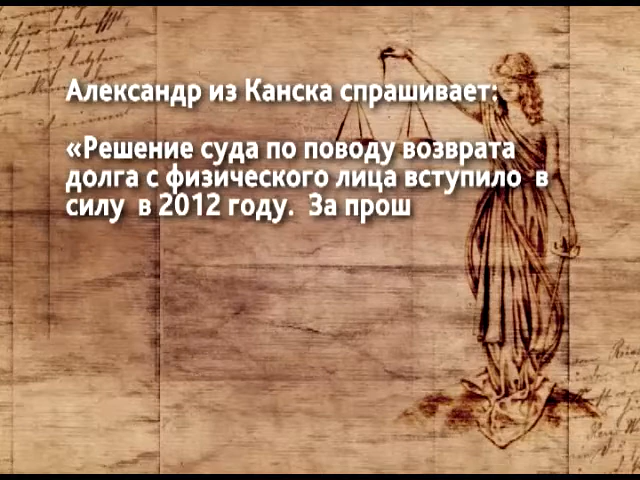 Александр из Канска спрашивает:
«Решение суда по поводу возврата
долга с физического лица вступило в
силу в 2012 году. За прош